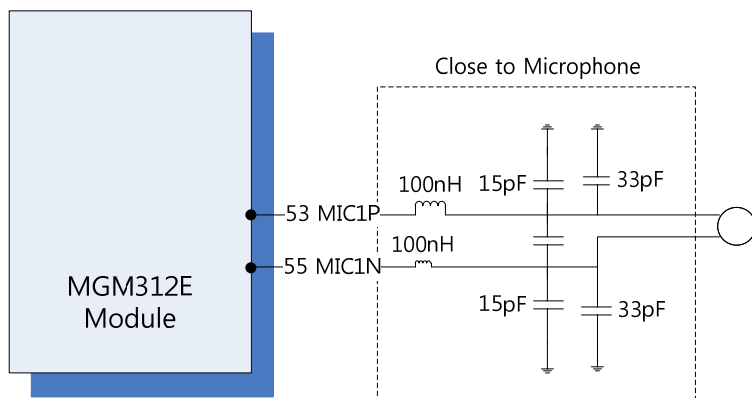 Close to Microphone
100nH
15pF
33pF
53 MIC1P
100nH
55 MIC1N
15pF
33pF
MGM312E
Module